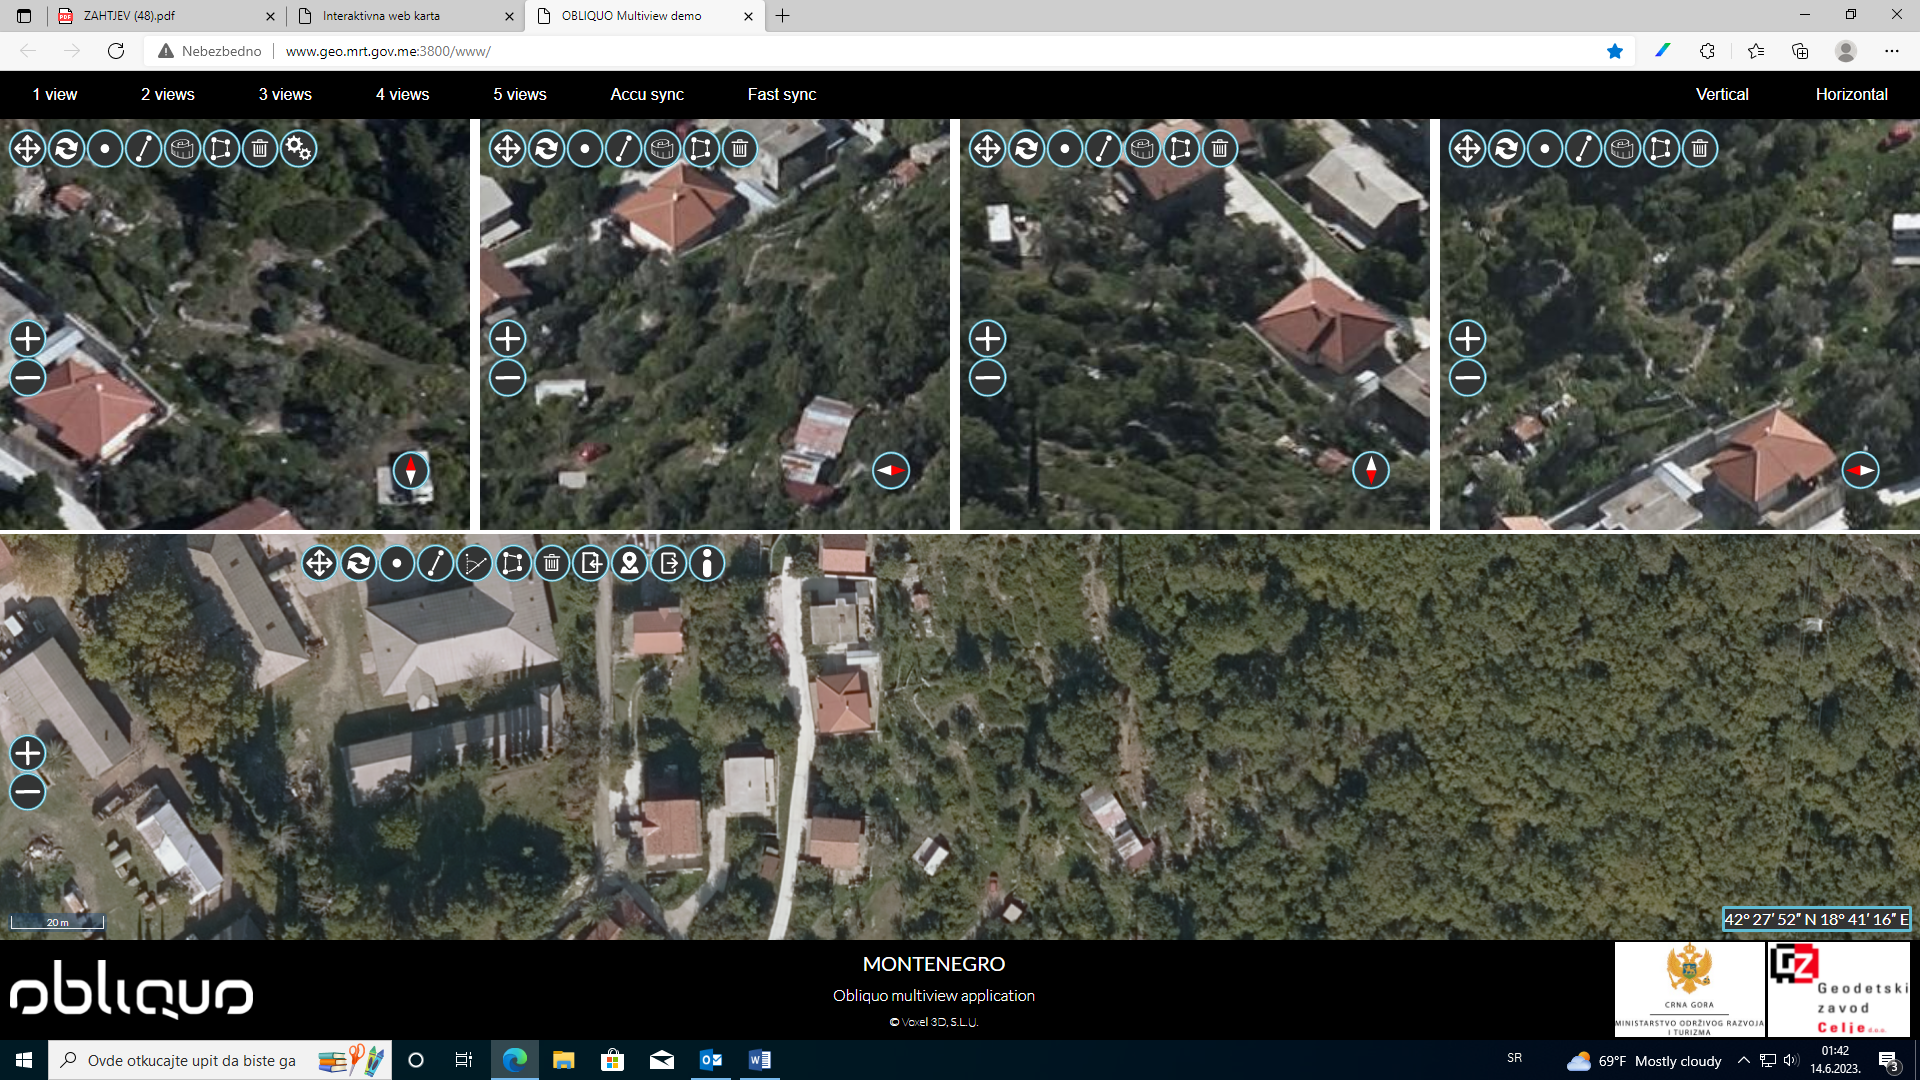 ZAHTJEV (48).pdf
Interaktivna web karta
OBLIQUO Multiview demo
Nebezbedno
www.geo.mrt.gov.me:3800/www/
1 view
2 views
3 views
4 views
5 views
Accu sync
Fast sync
Vertical
Horizontal
20 m
42° 27′ 52″ N 18° 41′ 16″ E
obliquo
MONTENEGRO
Obliquo multiview application
© Voxel 3D, S.L.U.
CRNA GORA
MINISTARSTVO ODRŽIVOG RAZVOJA
I TURIZMA
GZ
Geodetski
zavod
Celje d.o.o.
Ovde otkucajte upit da biste ga
SR
69°F Mostly cloudy
01:42
14.6.2023.
3